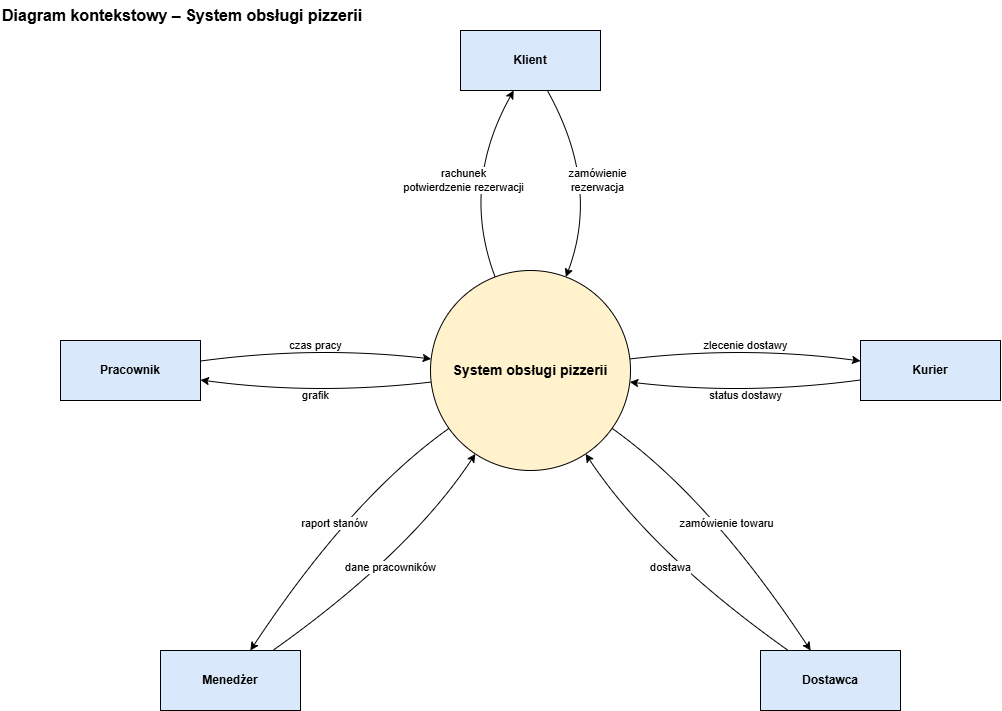 Diagram kontekstowy – System obsługi pizzerii
Klient
rachunek
potwierdzenie rezerwacji
zamówienie
rezerwacja
czas pracy
zlecenie dostawy
Pracownik
System obsługi pizzerii
Kurier
grafik
status dostawy
raport stanów
zamówienie towaru
dane pracowników
dostawa
Menedżer
Dostawca